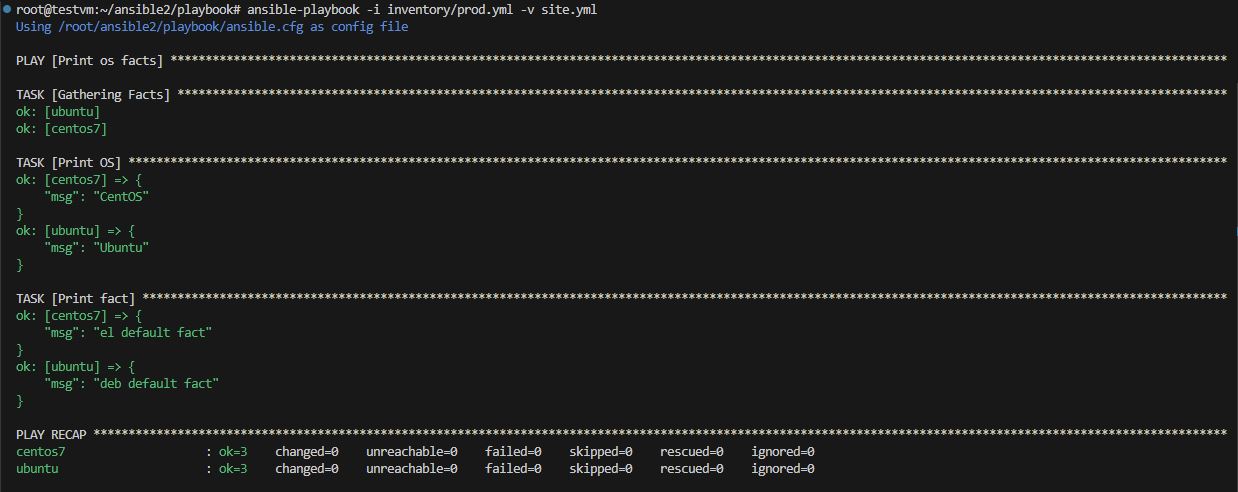 root@testvm:~/ansible2/playbook# ansible-playbook -i inventory/prod.yml -v site.yml
Using /root/ansible2/playbook/ansible.cfg as config file
PLAY [Print os facts] ******************************************************************************************************************************************************
TASK [Gathering Facts] *****************************************************************************************************************************************************
ok: [ubuntu]
ok: [centos7]
TASK [Print OS] ************************************************************************************************************************************************************
ok: [centos7] => {
    "msg": "CentOS"
}
ok: [ubuntu] => {
    "msg": "Ubuntu"
}
TASK [Print fact] **********************************************************************************************************************************************************
ok: [centos7] => {
    "msg": "el default fact"
}
ok: [ubuntu] => {
    "msg": "deb default fact"
}
PLAY RECAP *****************************************************************************************************************************************************************
centos7                    : ok=3    changed=0    unreachable=0    failed=0    skipped=0    rescued=0    ignored=0
ubuntu                     : ok=3    changed=0    unreachable=0    failed=0    skipped=0    rescued=0    ignored=0